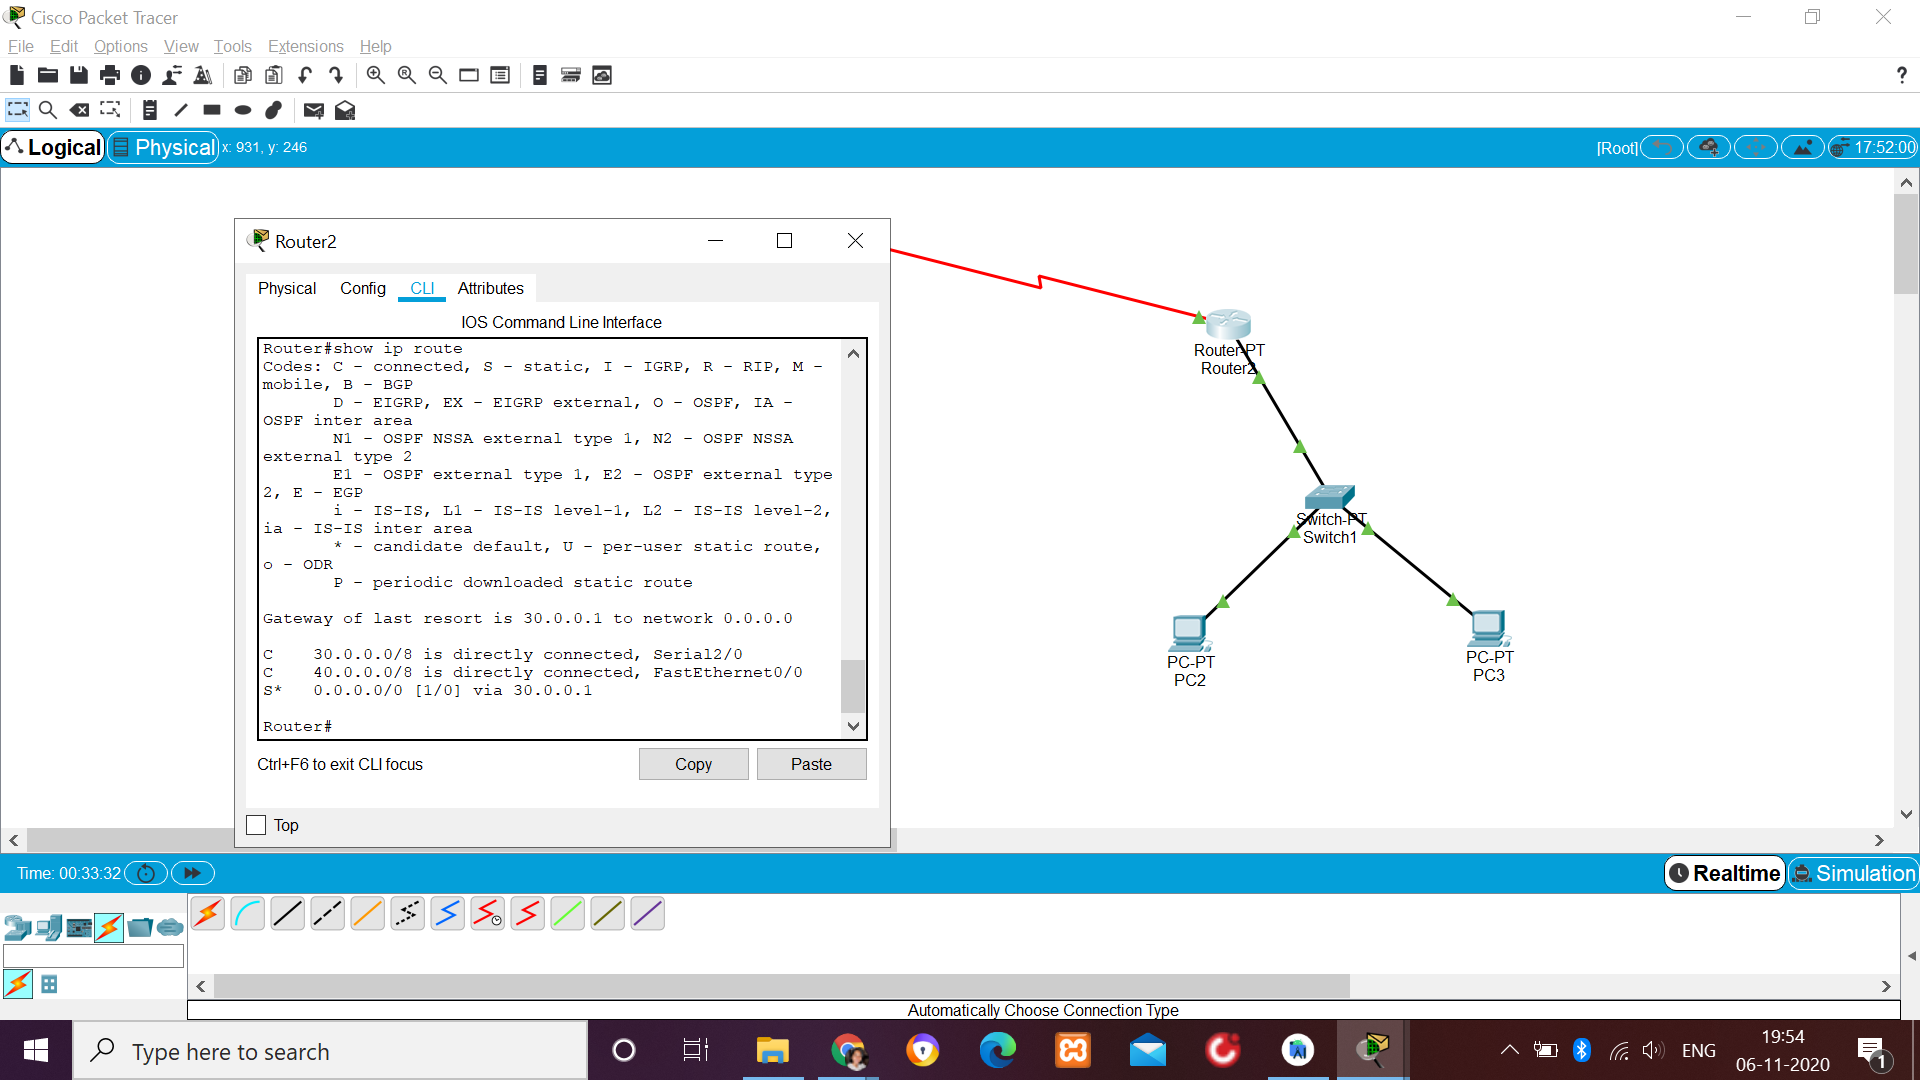 Cisco Packet Tracer
File Edit Options View Tools Extensions Help
?
Logical Physical x: 931, y: 246 [Root] 17:52:00
Router2
Physical Config CLI Attributes
IOS Command Line Interface
Router#show ip route
Codes: C - connected, S - static, I - IGRP, R - RIP, M -
mobile, B - BGP
D - EIGRP, EX - EIGRP external, O - OSPF, IA -
OSPF inter area
N1 - OSPF NSSA external type 1, N2 - OSPF NSSA
external type 2
E1 - OSPF external type 1, E2 - OSPF external type
2, E - EGP
i - IS-IS, L1 - IS-IS level-1, L2 - IS-IS level-2,
ia - IS-IS inter area
* - candidate default, U - per-user static route,
o - ODR
P - periodic downloaded static route
Gateway of last resort is 30.0.0.1 to network 0.0.0.0
C 30.0.0.0/8 is directly connected, Serial2/0
C 40.0.0.0/8 is directly connected, FastEthernet0/0
S* 0.0.0.0/0 [1/0] via 30.0.0.1
Router#
Ctrl+F6 to exit CLI focus
Copy
Paste
Top
Router-PT
Router2
Switch-PT
Switch1
PC-PT
PC2
PC-PT
PC3
Time: 00:33:32
Realtime Simulation
Automatically Choose Connection Type
Type here to search
ENG
19:54
06-11-2020
1